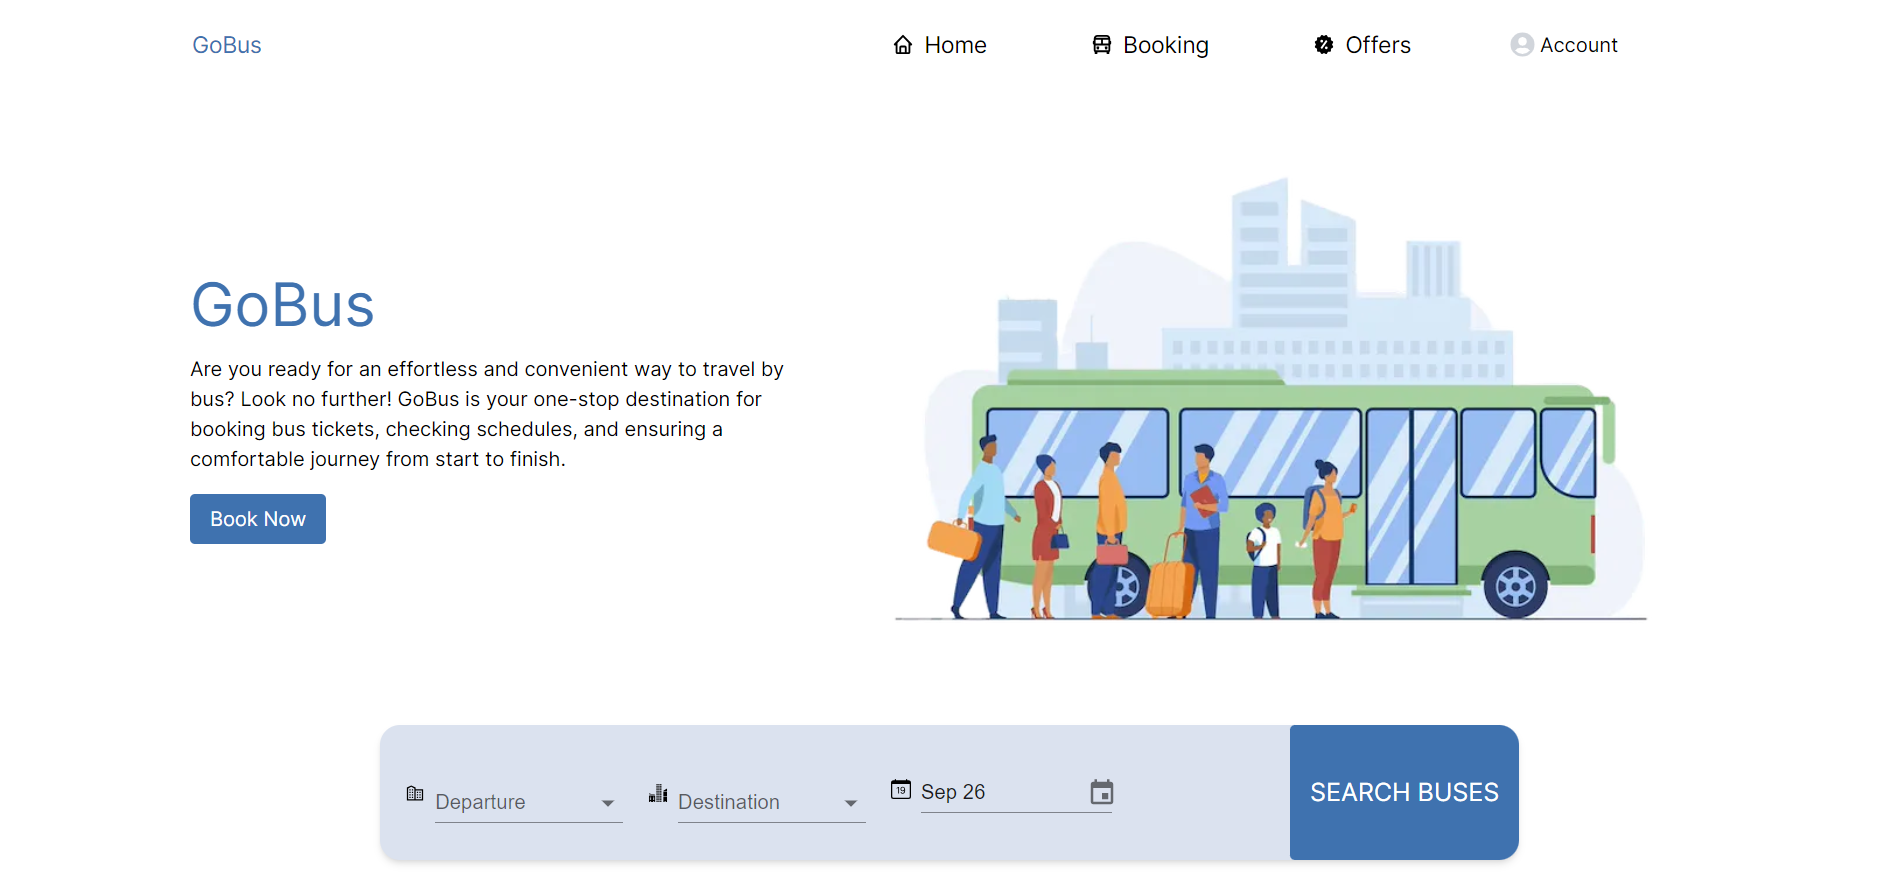 GoBus
Home
Booking
Offers
Account
GoBus
Are you ready for an effortless and convenient way to travel by
bus? Look no further! GoBus is your one-stop destination for
booking bus tickets, checking schedules, and ensuring a
comfortable journey from start to finish.
Book Now
Departure
Destination
19
Sep 26
SEARCH BUSES